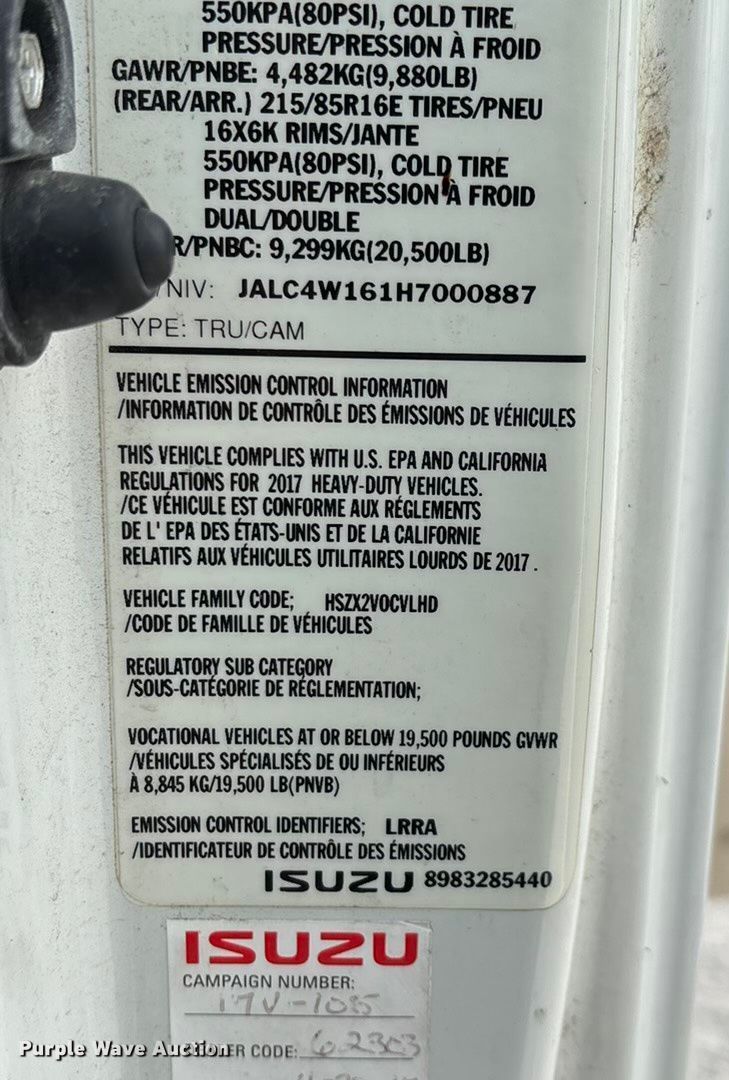 550KPA(80PSI), COLD TIRE
PRESSURE/PRESSION À FROID
GAWR/PNBE: 4,482KG(9,880LB)
(REAR/ARR.) 215/85R16E TIRES/PNEU
16X6K RIMS/JANTE
550KPA(80PSI), COLD TIRE
PRESSURE/PRESSION À FROID
DUAL/DOUBLE
R/PNBC: 9,299KG(20,500LB)
/NIV: JALC4W161H7000887
TYPE: TRU/CAM
VEHICLE EMISSION CONTROL INFORMATION
/INFORMATION DE CONTRÔLE DES ÉMISSIONS DE VÉHICULES
THIS VEHICLE COMPLIES WITH U.S. EPA AND CALIFORNIA
REGULATIONS FOR 2017 HEAVY-DUTY VEHICLES.
/CE VÉHICULE EST CONFORME AUX RÉGLEMENTS
DE L' EPA DES ÉTATS-UNIS ET DE LA CALIFORNIE
RELATIFS AUX VÉHICULES UTILITAIRES LOURDS DE 2017 .
VEHICLE FAMILY CODE; HSZX2VOCVLHD
/CODE DE FAMILLE DE VÉHICULES
REGULATORY SUB CATEGORY
/SOUS-CATÉGORIE DE RÉGLEMENTATION;
VOCATIONAL VEHICLES AT OR BELOW 19,500 POUNDS GVWR
/VÉHICULES SPÉCIALISÉS DE OU INFÉRIEURS
À 8,845 KG/19,500 LB(PNVB)
EMISSION CONTROL IDENTIFIERS; LRRA
/IDENTIFICATEUR DE CONTRÔLE DES ÉMISSIONS
ISUZU 8983285440
ISUZU
CAMPAIGN NUMBER:
17V-105
ER CODE: 62303
Purple Wave Auction